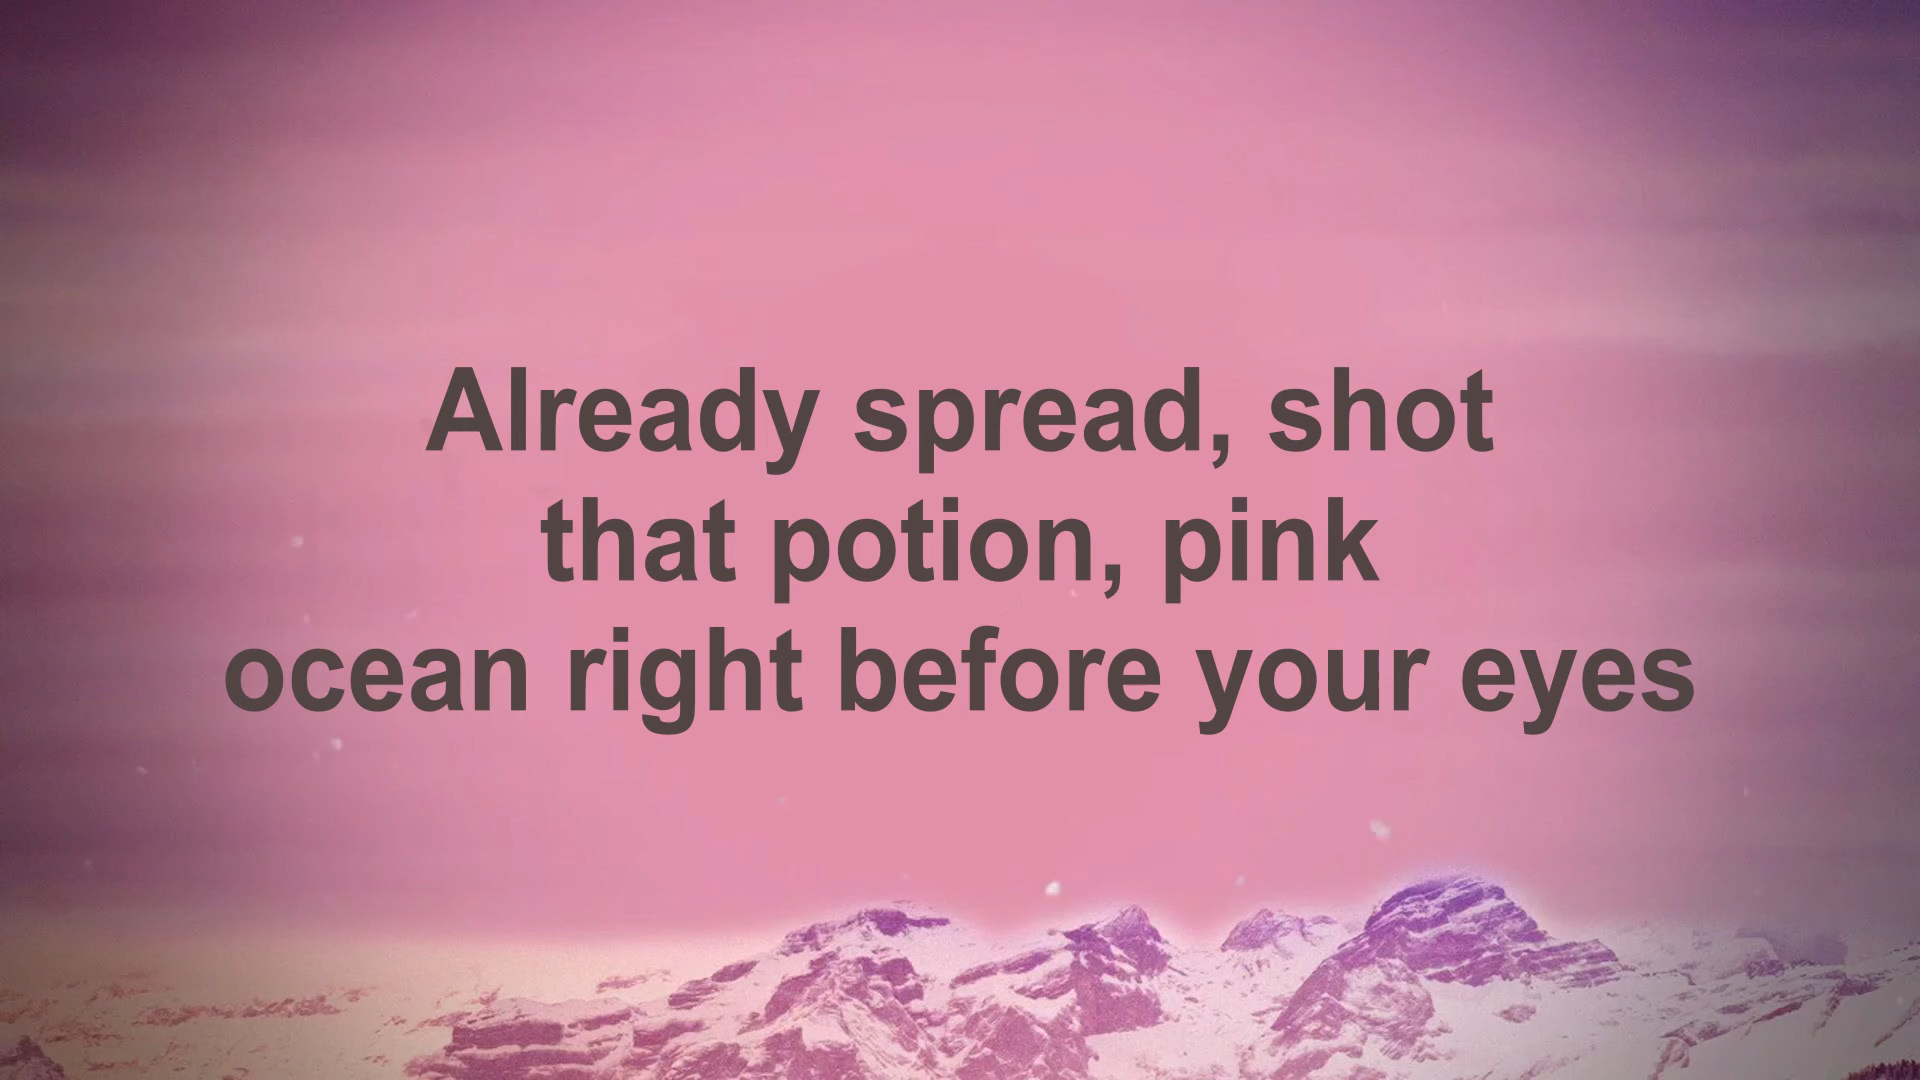 Already spread, shot
that potion, pink
ocean right before your eyes